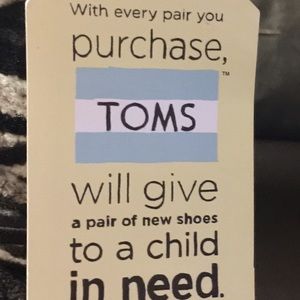 With every pair you
purchase,
™
TOMS
will give
a pair of new shoes
to a child
in need.